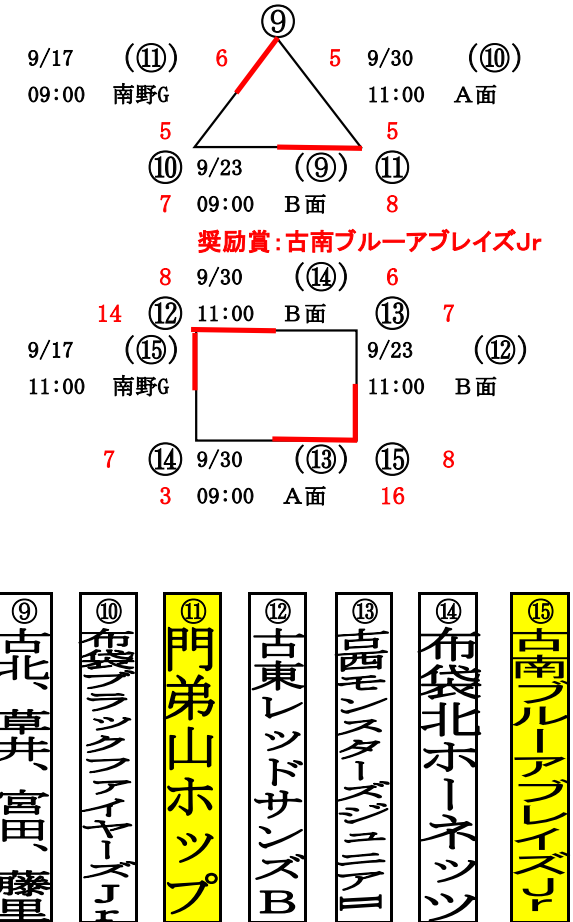 ⑨
9/17 (⑪) 6 5 9/30 (⑩)
09:00 南野G 11:00 A面
5 5
⑩ 9/23 (⑨) ⑪
7 09:00 B面 8
奨励賞:古南ブルーアブレイズJr
8 9/30 (⑭) 6
14 ⑫ 11:00 B面 ⑬ 7
9/17 (⑮) 9/23 (⑫)
11:00 南野G 11:00 B面
7 ⑭ 9/30 (⑬) ⑮ 8
3 09:00 A面 16
⑨ 古北、草井、宮田、藤里
⑩ 布袋ブラックファイヤーズJr
⑪ 門弟山ホップ
⑫ 古東レッドサンズB
⑬ 古西モンスターズジュニアII
⑭ 布袋北ホーネッツ
⑮ 古南ブルーアブレイズJr